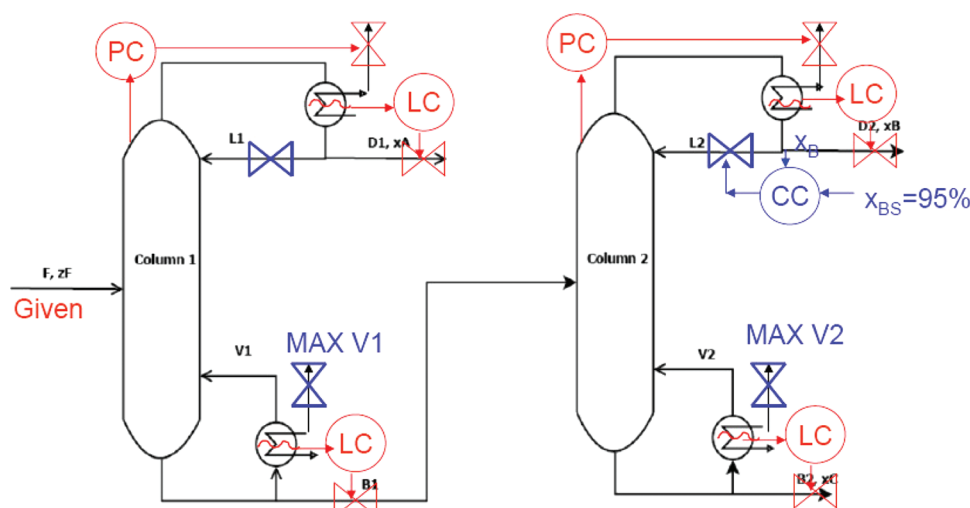 PC
LC
L1
D1, xA
Column 1
F, zF
Given
V1
MAX V1
LC
B1
PC
LC
L2
D2, xB
xB
CC
xBS=95%
Column 2
V2
MAX V2
LC
B2, xC